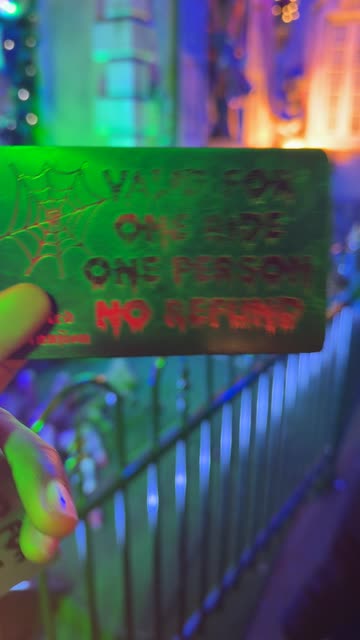 VALID FOR
ONE RIDE
ONE PERSON
NO REFUND